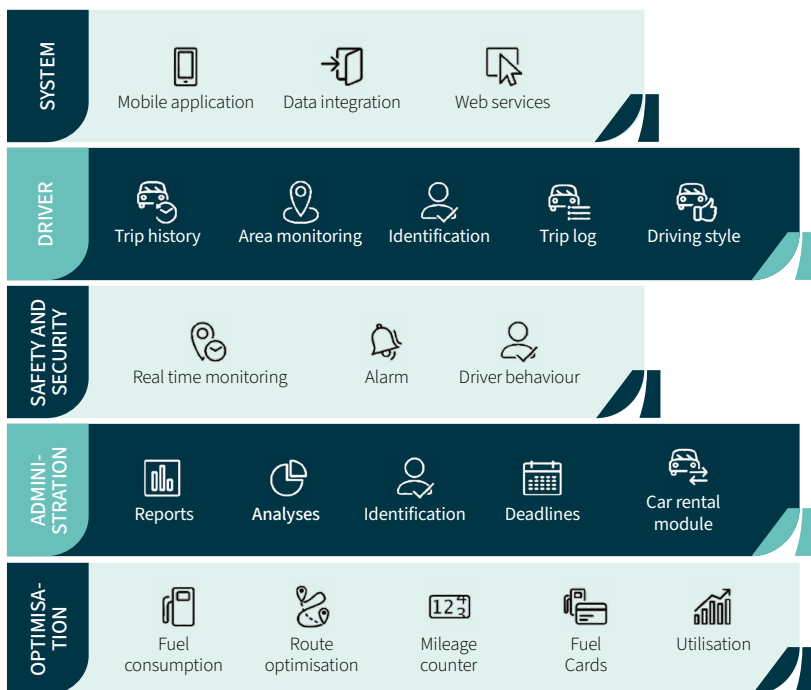 SYSTEM
Mobile application
Data integration
Web services
DRIVER
Trip history
Area monitoring
Identification
Trip log
Driving style
SAFETY AND
SECURITY
Real time monitoring
Alarm
Driver behaviour
ADMINI-
STRATION
Reports
Analyses
Identification
Deadlines
Car rental
module
OPTIMISA-
TION
Fuel
consumption
Route
optimisation
123
4
Mileage
counter
Fuel
Cards
Utilisation